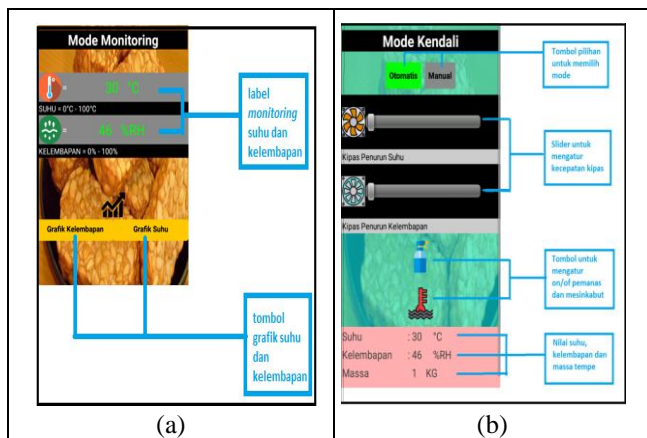 Mode Monitoring
= 30 °C
SUHU = 0°C - 100°C
= 46 %RH
KELEMBAPAN = 0% - 100%
Grafik Kelembapan
Grafik Suhu
label
monitoring
suhu dan
kelembapan
tombol
grafik suhu
dan
kelembapan
(a)
Mode Kendali
Otomatis
Manual
Tombol pilihan
untuk memilih
mode
Kipas Penurun Suhu
Kipas Penurun Kelembapan
Slider untuk
mengatur
kecepatan kipas
Tombol untuk
mengatur
on/of pemanas
dan mesinkabut
Suhu : 30 °C
Kelembapan : 46 %RH
Massa 1 KG
Nilai suhu,
kelembapan dan
massa tempe
(b)